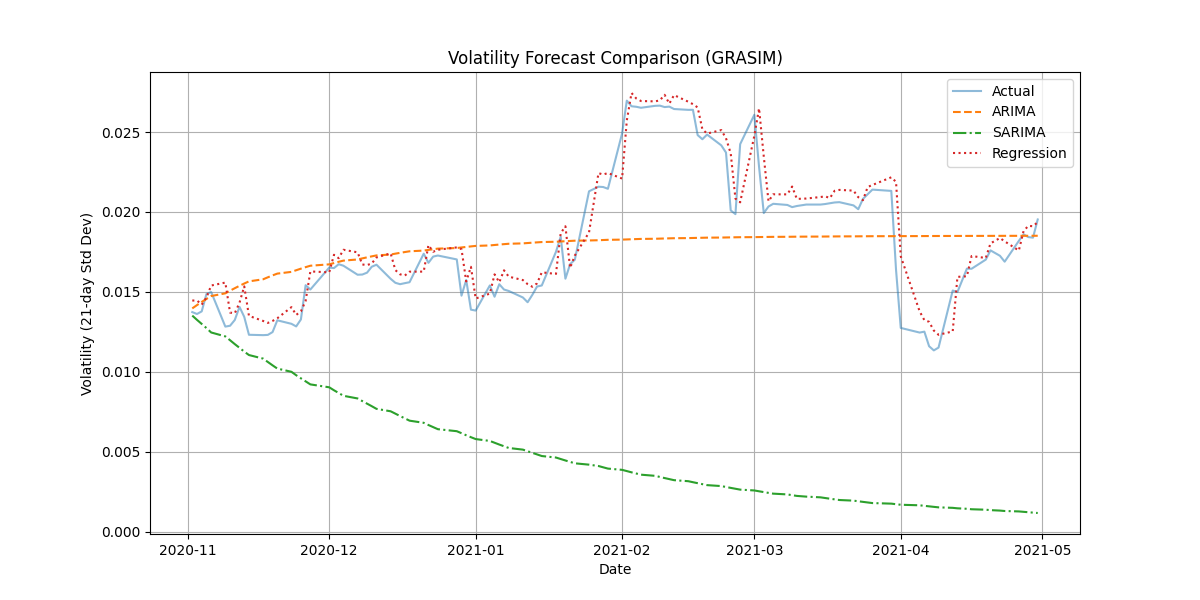 Volatility Forecast Comparison (GRASIM)
Actual
ARIMA
SARIMA
Regression
Volatility (21-day Std Dev)
0.025
0.020
0.015
0.010
0.005
0.000
2020-11 2020-12 2021-01 2021-02 2021-03 2021-04 2021-05
Date